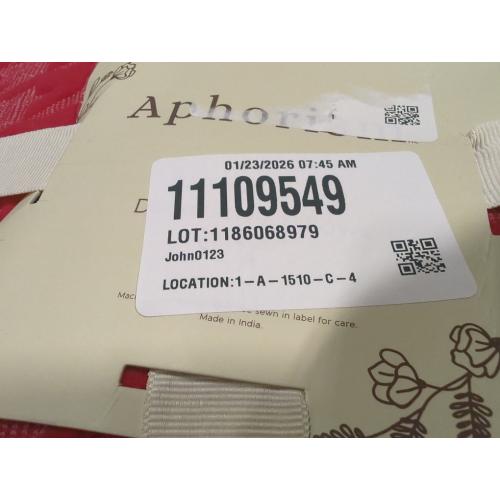 Aphorism
01/23/2026 07:45 AM
11109549
LOT:1186068979
John0123
LOCATION:1-A-1510-C-4
D
Mac
sewn in label for care.
Made in India.